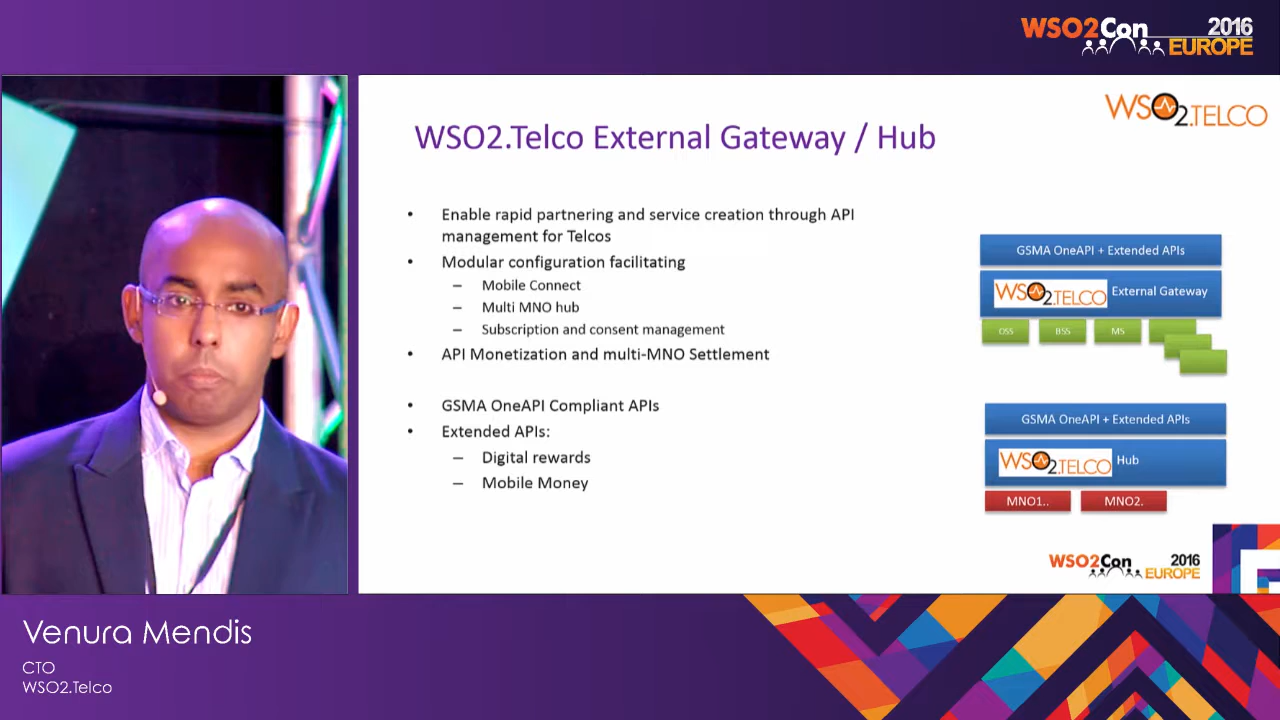 WSO2Con 2016
EUROPE
WSO2.TELCO
WSO2.Telco External Gateway / Hub
• Enable rapid partnering and service creation through API
management for Telcos
• Modular configuration facilitating
– Mobile Connect
– Multi MNO hub
– Subscription and consent management
• API Monetization and multi-MNO Settlement
• GSMA OneAPI Compliant APIs
• Extended APIs:
– Digital rewards
– Mobile Money
GSMA OneAPI + Extended APIs
WSO2.TELCO External Gateway
OSS BSS MS
GSMA OneAPI + Extended APIs
WSO2.TELCO Hub
MNO1.. MNO2.
WSO2Con 2016
EUROPE
Venura Mendis
CTO
WSO2.Telco